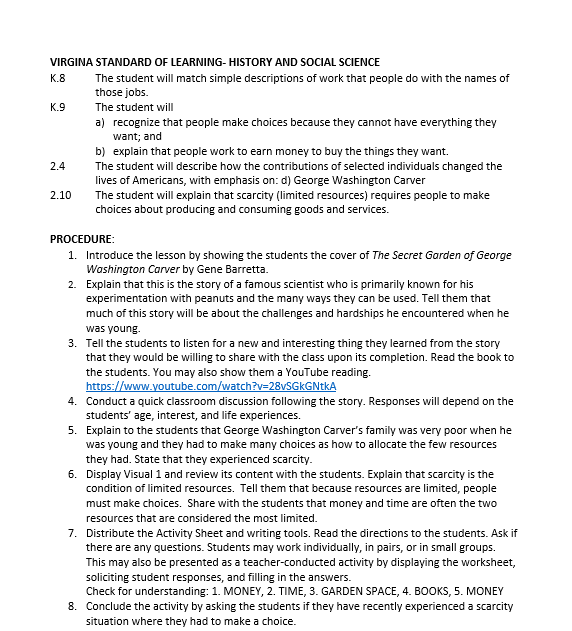 VIRGINA STANDARD OF LEARNING- HISTORY AND SOCIAL SCIENCE
K.8 The student will match simple descriptions of work that people do with the names of
those jobs.
K.9 The student will
a) recognize that people make choices because they cannot have everything they
want; and
b) explain that people work to earn money to buy the things they want.
2.4 The student will describe how the contributions of selected individuals changed the
lives of Americans, with emphasis on: d) George Washington Carver
2.10 The student will explain that scarcity (limited resources) requires people to make
choices about producing and consuming goods and services.
PROCEDURE:
1. Introduce the lesson by showing the students the cover of The Secret Garden of George
Washington Carver by Gene Barretta.
2. Explain that this is the story of a famous scientist who is primarily known for his
experimentation with peanuts and the many ways they can be used. Tell them that
much of this story will be about the challenges and hardships he encountered when he
was young.
3. Tell the students to listen for a new and interesting thing they learned from the story
that they would be willing to share with the class upon its completion. Read the book to
the students. You may also show them a YouTube reading.
https://www.youtube.com/watch?v=28vSGkGNtkA
4. Conduct a quick classroom discussion following the story. Responses will depend on the
students' age, interest, and life experiences.
5. Explain to the students that George Washington Carver's family was very poor when he
was young and they had to make many choices as how to allocate the few resources
they had. State that they experienced scarcity.
6. Display Visual 1 and review its content with the students. Explain that scarcity is the
condition of limited resources. Tell them that because resources are limited, people
must make choices. Share with the students that money and time are often the two
resources that are considered the most limited.
7. Distribute the Activity Sheet and writing tools. Read the directions to the students. Ask if
there are any questions. Students may work individually, in pairs, or in small groups.
This may also be presented as a teacher-conducted activity by displaying the worksheet,
soliciting student responses, and filling in the answers.
Check for understanding: 1. MONEY, 2. TIME, 3. GARDEN SPACE, 4. BOOKS, 5. MONEY
8. Conclude the activity by asking the students if they have recently experienced a scarcity
situation where they had to make a choice.